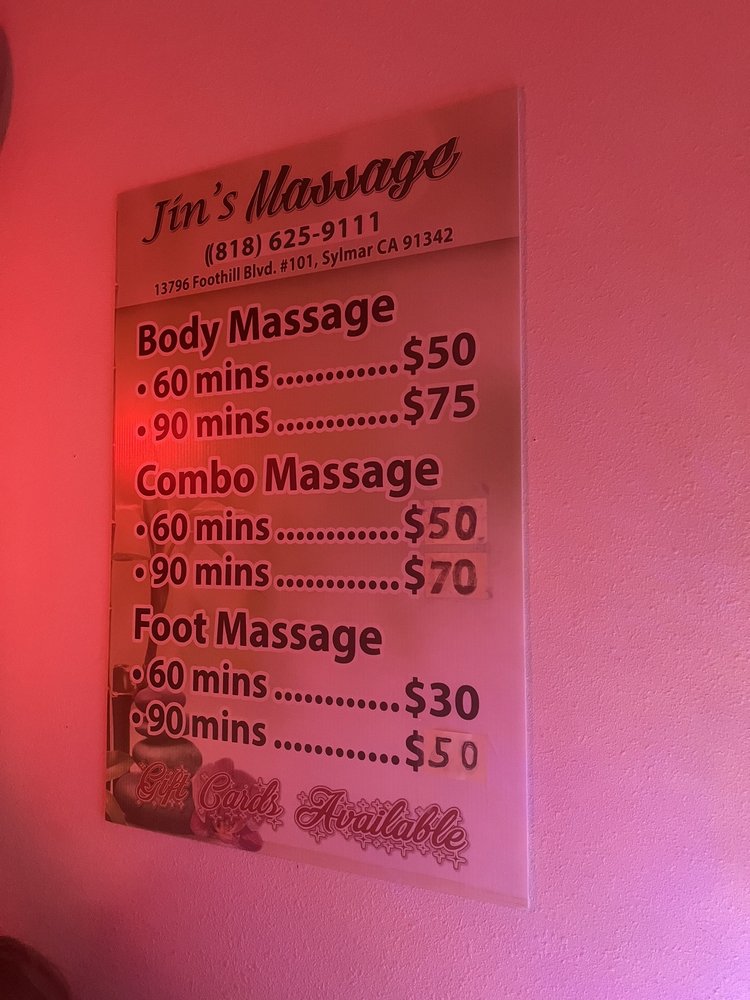 Jin's Massage
((818) 625-9111
13796 Foothill Blvd. #101, Sylmar CA 91342
Body Massage
• 60 mins ............ $50
• 90 mins ............ $75
Combo Massage
• 60 mins ............ $50
• 90 mins ............ $70
Foot Massage
• 60 mins ............ $30
• 90 mins ............ $50
Gift Cards Available